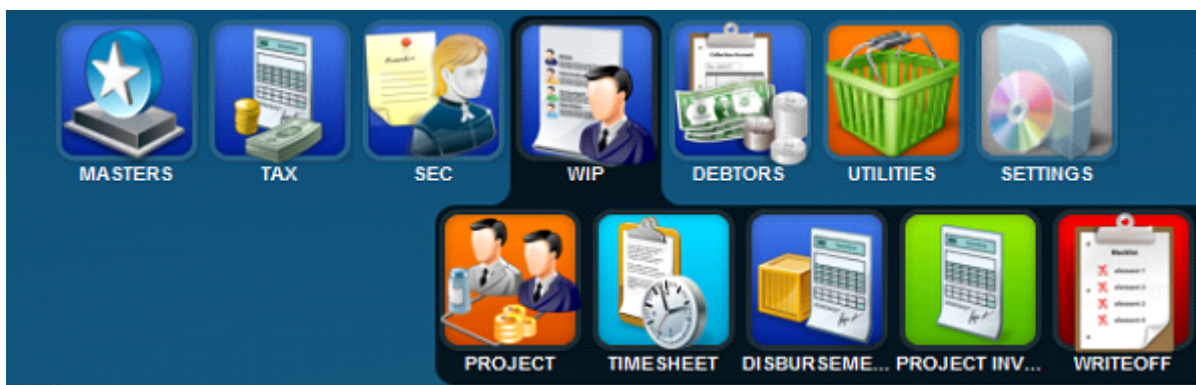 MASTERS TAX SEC WIP DEBTORS UTILITIES SETTINGS
PROJECT TIMESHEET DISBURSEME... PROJECT INV... WRITEOFF